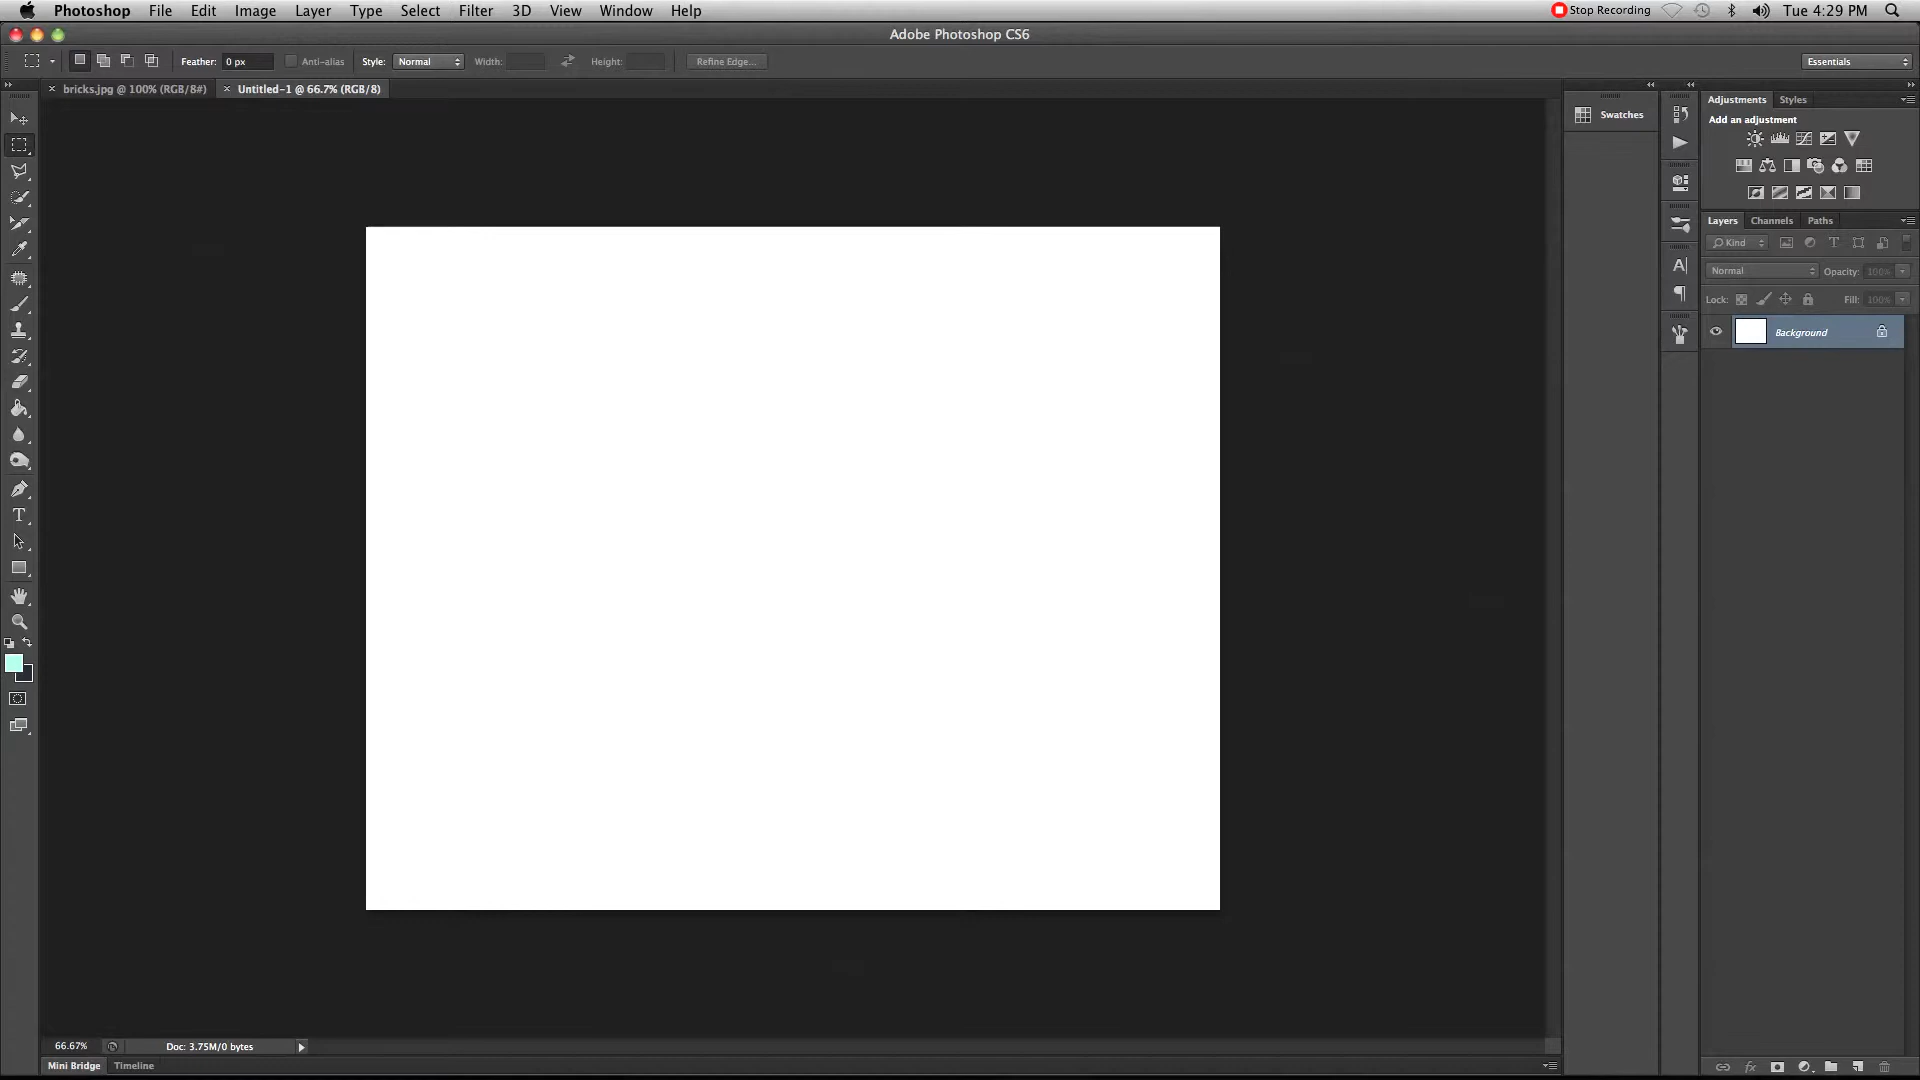 Photoshop File Edit Image Layer Type Select Filter 3D View Window Help Stop Recording Tue 4:29 PM
Adobe Photoshop CS6
Feather: 0 px Anti-alias Style: Normal Width: Height: Refine Edge... Essentials
bricks.jpg @ 100% (RGB/8#) Untitled-1 @ 66.7% (RGB/8)
Adjustments Styles
Swatches
Add an adjustment
Layers Channels Paths
Kind
Normal Opacity: 100%
Lock: Fill: 100%
Background
66.67% Doc: 3.75M/0 bytes
Mini Bridge Timeline